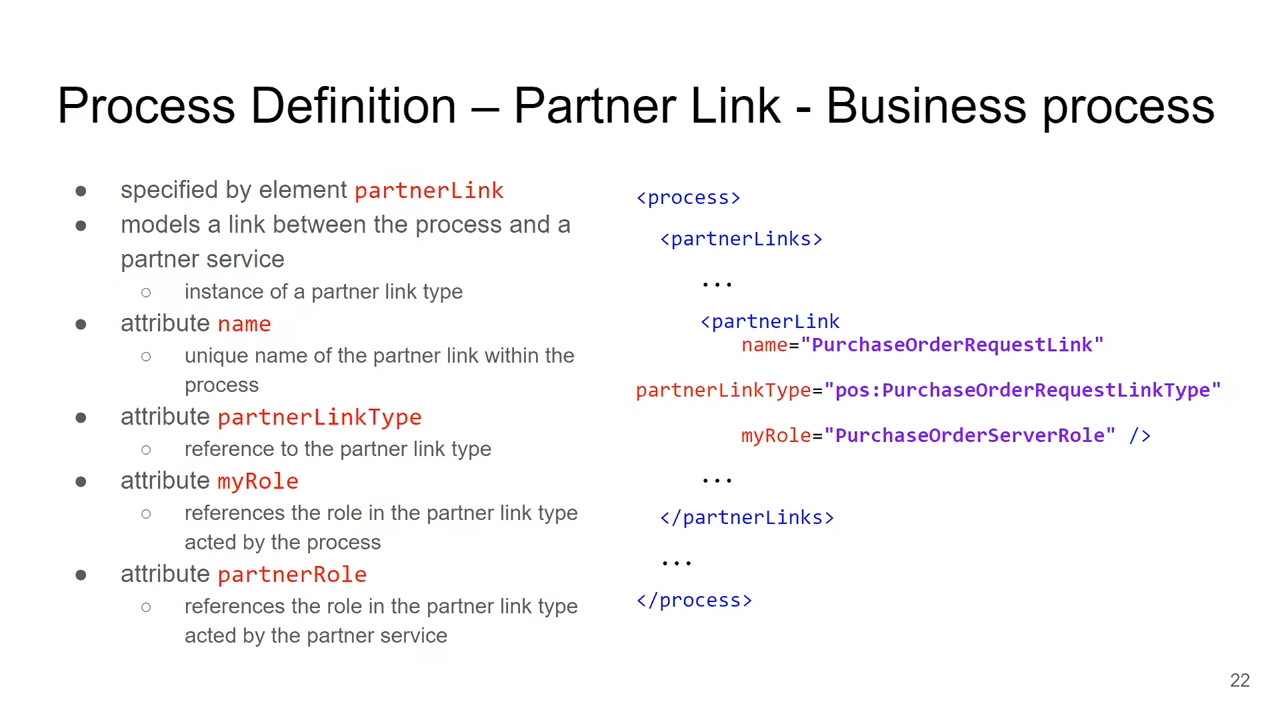 Process Definition – Partner Link - Business process
● specified by element partnerLink
● models a link between the process and a
partner service
○ instance of a partner link type
● attribute name
○ unique name of the partner link within the
process
● attribute partnerLinkType
○ reference to the partner link type
● attribute myRole
○ references the role in the partner link type
acted by the process
● attribute partnerRole
○ references the role in the partner link type
acted by the partner service
<process>
<partnerLinks>
...
<partnerLink
name="PurchaseOrderRequestLink"
partnerLinkType="pos:PurchaseOrderRequestLinkType"
myRole="PurchaseOrderServerRole" />
...
</partnerLinks>
...
</process>
22